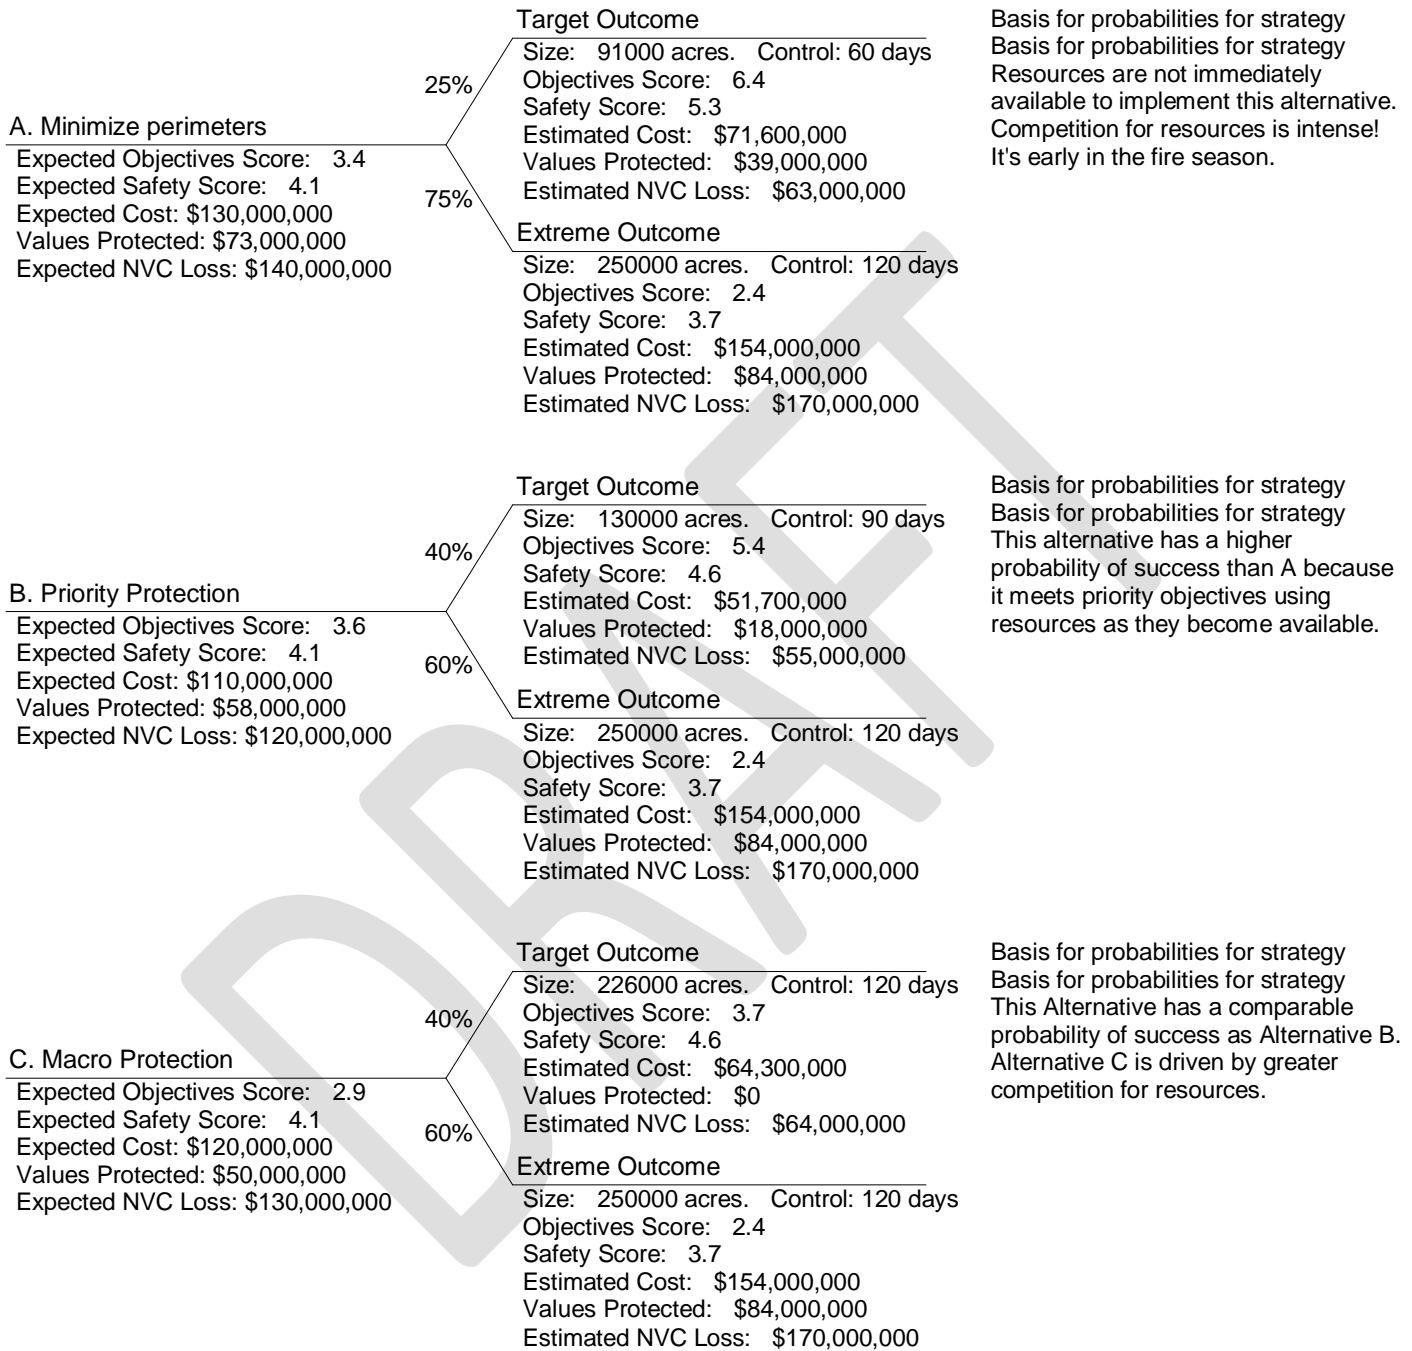 A. Minimize perimeters
Expected Objectives Score: 3.4
Expected Safety Score: 4.1
Expected Cost: $130,000,000
Values Protected: $73,000,000
Expected NVC Loss: $140,000,000
25%
75%
Target Outcome
Size: 91000 acres. Control: 60 days
Objectives Score: 6.4
Safety Score: 5.3
Estimated Cost: $71,600,000
Values Protected: $39,000,000
Estimated NVC Loss: $63,000,000
Extreme Outcome
Size: 250000 acres. Control: 120 days
Objectives Score: 2.4
Safety Score: 3.7
Estimated Cost: $154,000,000
Values Protected: $84,000,000
Estimated NVC Loss: $170,000,000
Basis for probabilities for strategy
Basis for probabilities for strategy
Resources are not immediately
available to implement this alternative.
Competition for resources is intense!
It's early in the fire season.
B. Priority Protection
Expected Objectives Score: 3.6
Expected Safety Score: 4.1
Expected Cost: $110,000,000
Values Protected: $58,000,000
Expected NVC Loss: $120,000,000
40%
60%
Target Outcome
Size: 130000 acres. Control: 90 days
Objectives Score: 5.4
Safety Score: 4.6
Estimated Cost: $51,700,000
Values Protected: $18,000,000
Estimated NVC Loss: $55,000,000
Extreme Outcome
Size: 250000 acres. Control: 120 days
Objectives Score: 2.4
Safety Score: 3.7
Estimated Cost: $154,000,000
Values Protected: $84,000,000
Estimated NVC Loss: $170,000,000
Basis for probabilities for strategy
Basis for probabilities for strategy
This alternative has a higher
probability of success than A because
it meets priority objectives using
resources as they become available.
C. Macro Protection
Expected Objectives Score: 2.9
Expected Safety Score: 4.1
Expected Cost: $120,000,000
Values Protected: $50,000,000
Expected NVC Loss: $130,000,000
40%
60%
Target Outcome
Size: 226000 acres. Control: 120 days
Objectives Score: 3.7
Safety Score: 4.6
Estimated Cost: $64,300,000
Values Protected: $0
Estimated NVC Loss: $64,000,000
Extreme Outcome
Size: 250000 acres. Control: 120 days
Objectives Score: 2.4
Safety Score: 3.7
Estimated Cost: $154,000,000
Values Protected: $84,000,000
Estimated NVC Loss: $170,000,000
Basis for probabilities for strategy
Basis for probabilities for strategy
This Alternative has a comparable
probability of success as Alternative B.
Alternative C is driven by greater
competition for resources.
DRAFT